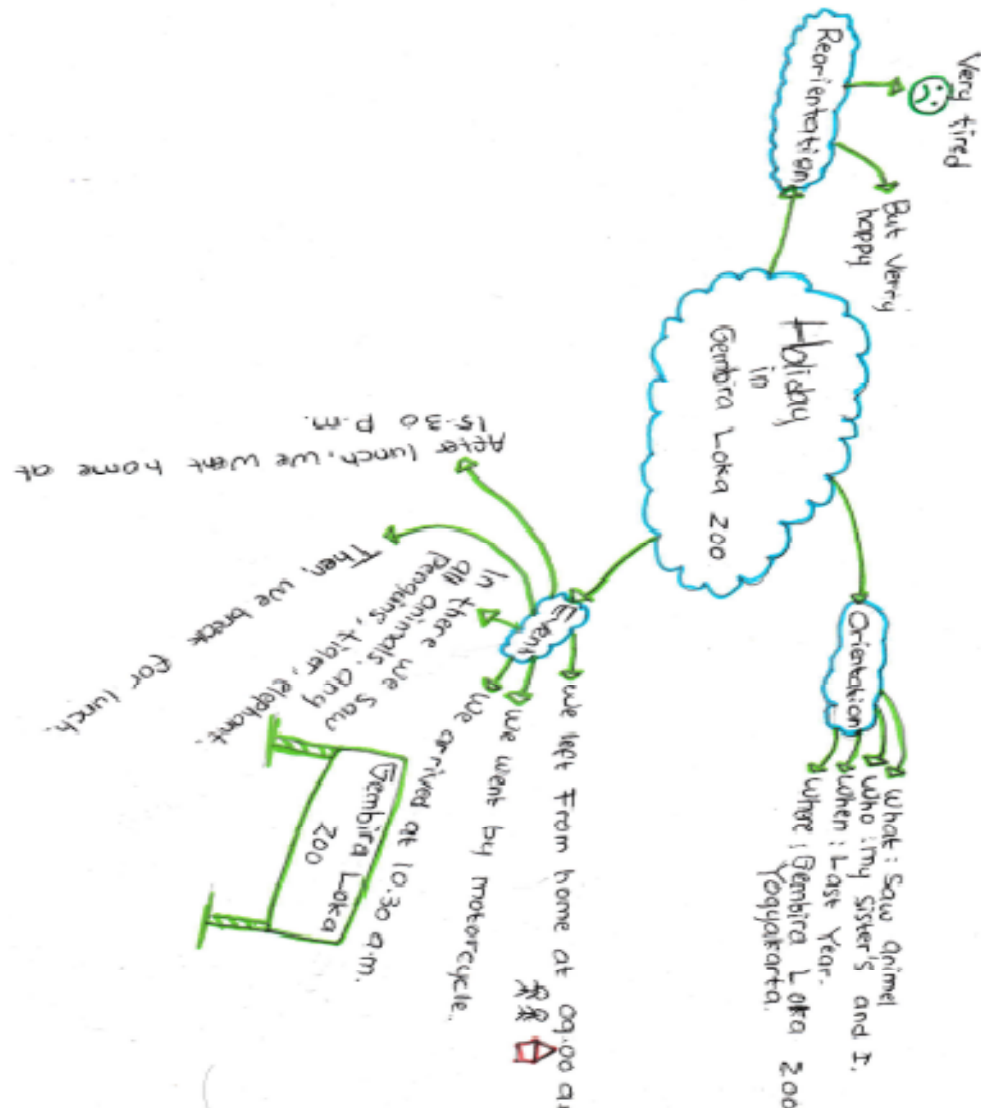 Holiday
in
Gembira Loka Zoo
Orientation
What : Saw animel
Who : my sister's and I.
When : Last Year.
Where : Gembira Loka Zoo
Yogyakarta.
Event
We left From home at 09.00 a
We went by motorcycle.
We arrived at 10.30 a.m.
Gembira Loka
Zoo
In there we saw
all animals. any
penguins, tiger, elephant.
Then, we break for lunch.
After lunch, we went home at
15.30 p.m.
Reorientation
Very tired
But Verry
happy